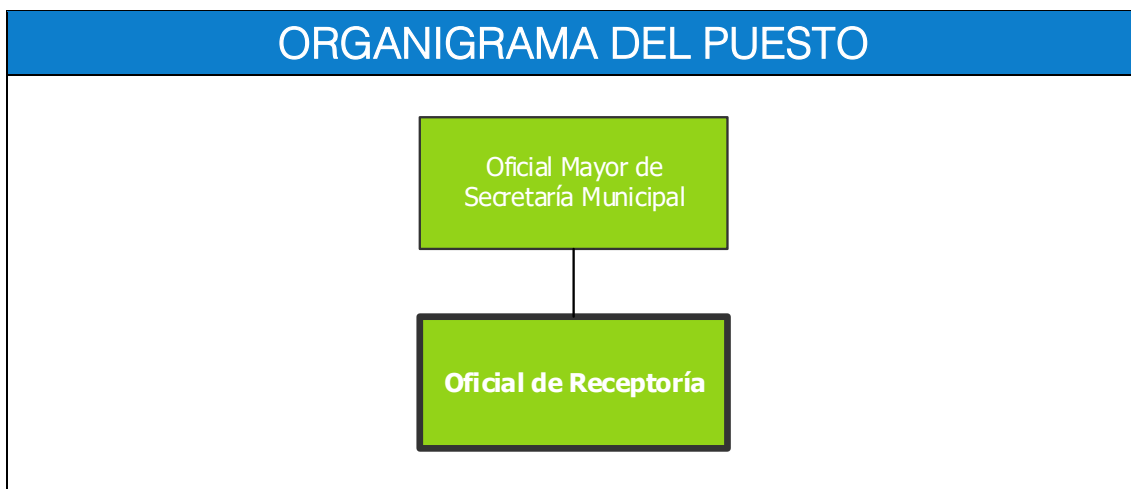 ORGANIGRAMA DEL PUESTO
Oficial Mayor de
Secretaría Municipal
Oficial de Receptoría